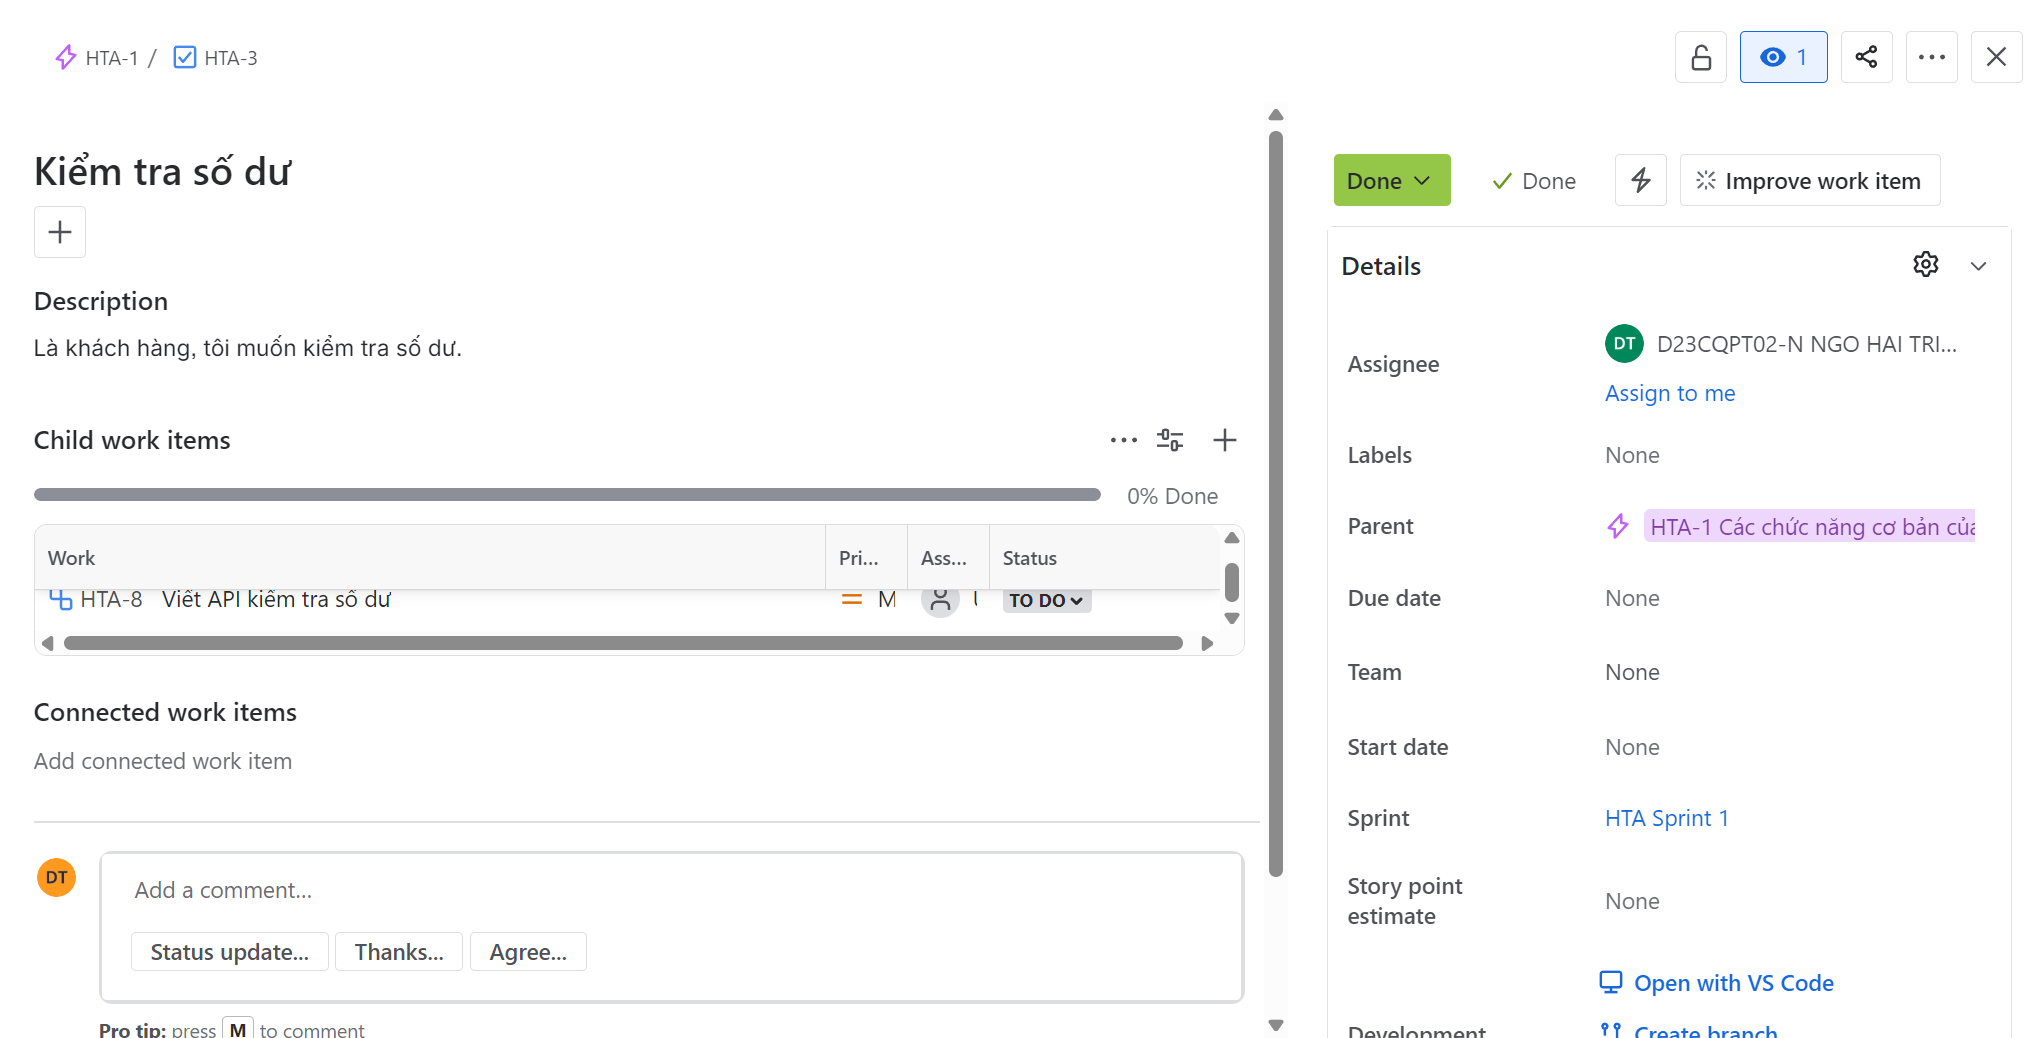 HTA-1 / HTA-3
1
Kiểm tra số dư
Description
Là khách hàng, tôi muốn kiểm tra số dư.
Child work items
0% Done
Work Pri... Ass... Status
HTA-8 Viết API kiểm tra số dư M TO DO
Connected work items
Add connected work item
DT
Add a comment...
Status update... Thanks... Agree...
Pro tip: press M to comment
Done Done Improve work item
Details
Assignee DT D23CQPT02-N NGO HAI TRI...
Assign to me
Labels None
Parent HTA-1 Các chức năng cơ bản của
Due date None
Team None
Start date None
Sprint HTA Sprint 1
Story point estimate None
Open with VS Code
Development Create branch